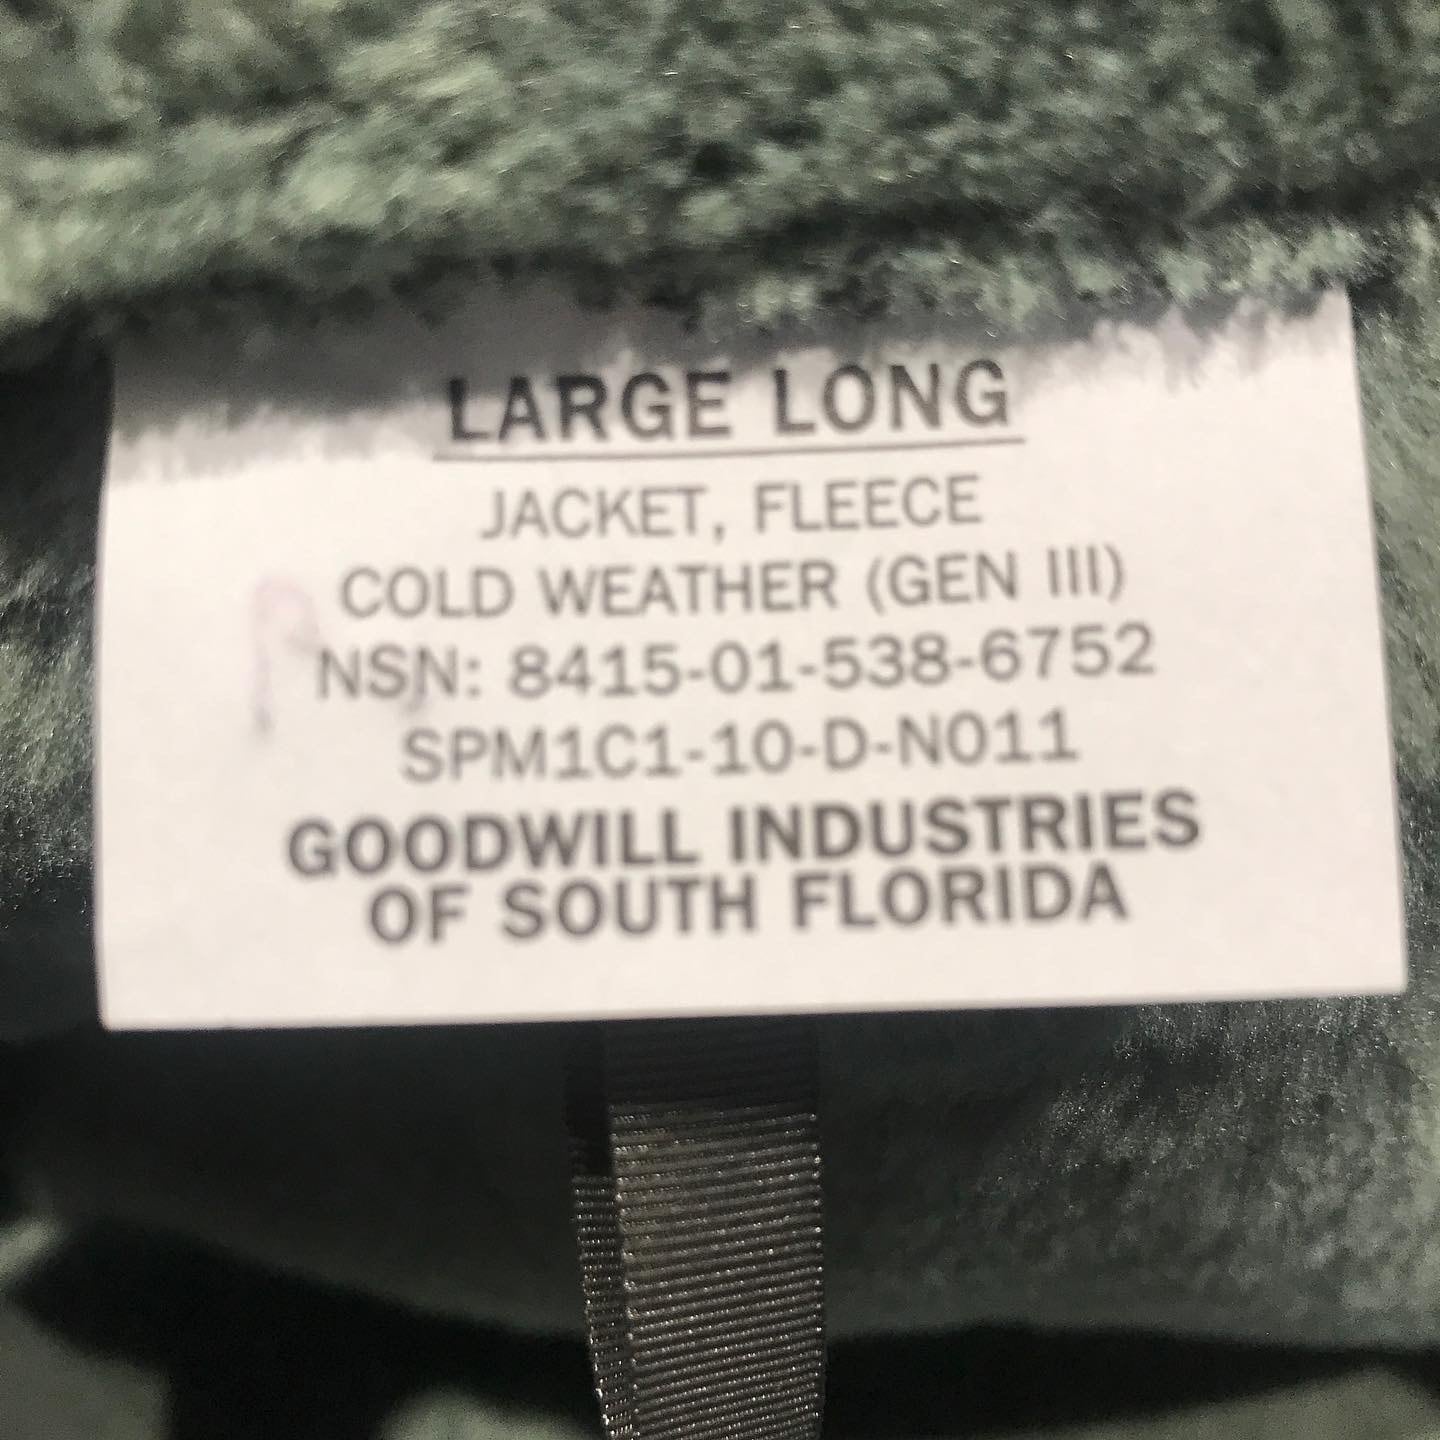 LARGE LONG
JACKET, FLEECE
COLD WEATHER (GEN III)
NSN: 8415-01-538-6752
SPM1C1-10-D-N011
GOODWILL INDUSTRIES
OF SOUTH FLORIDA